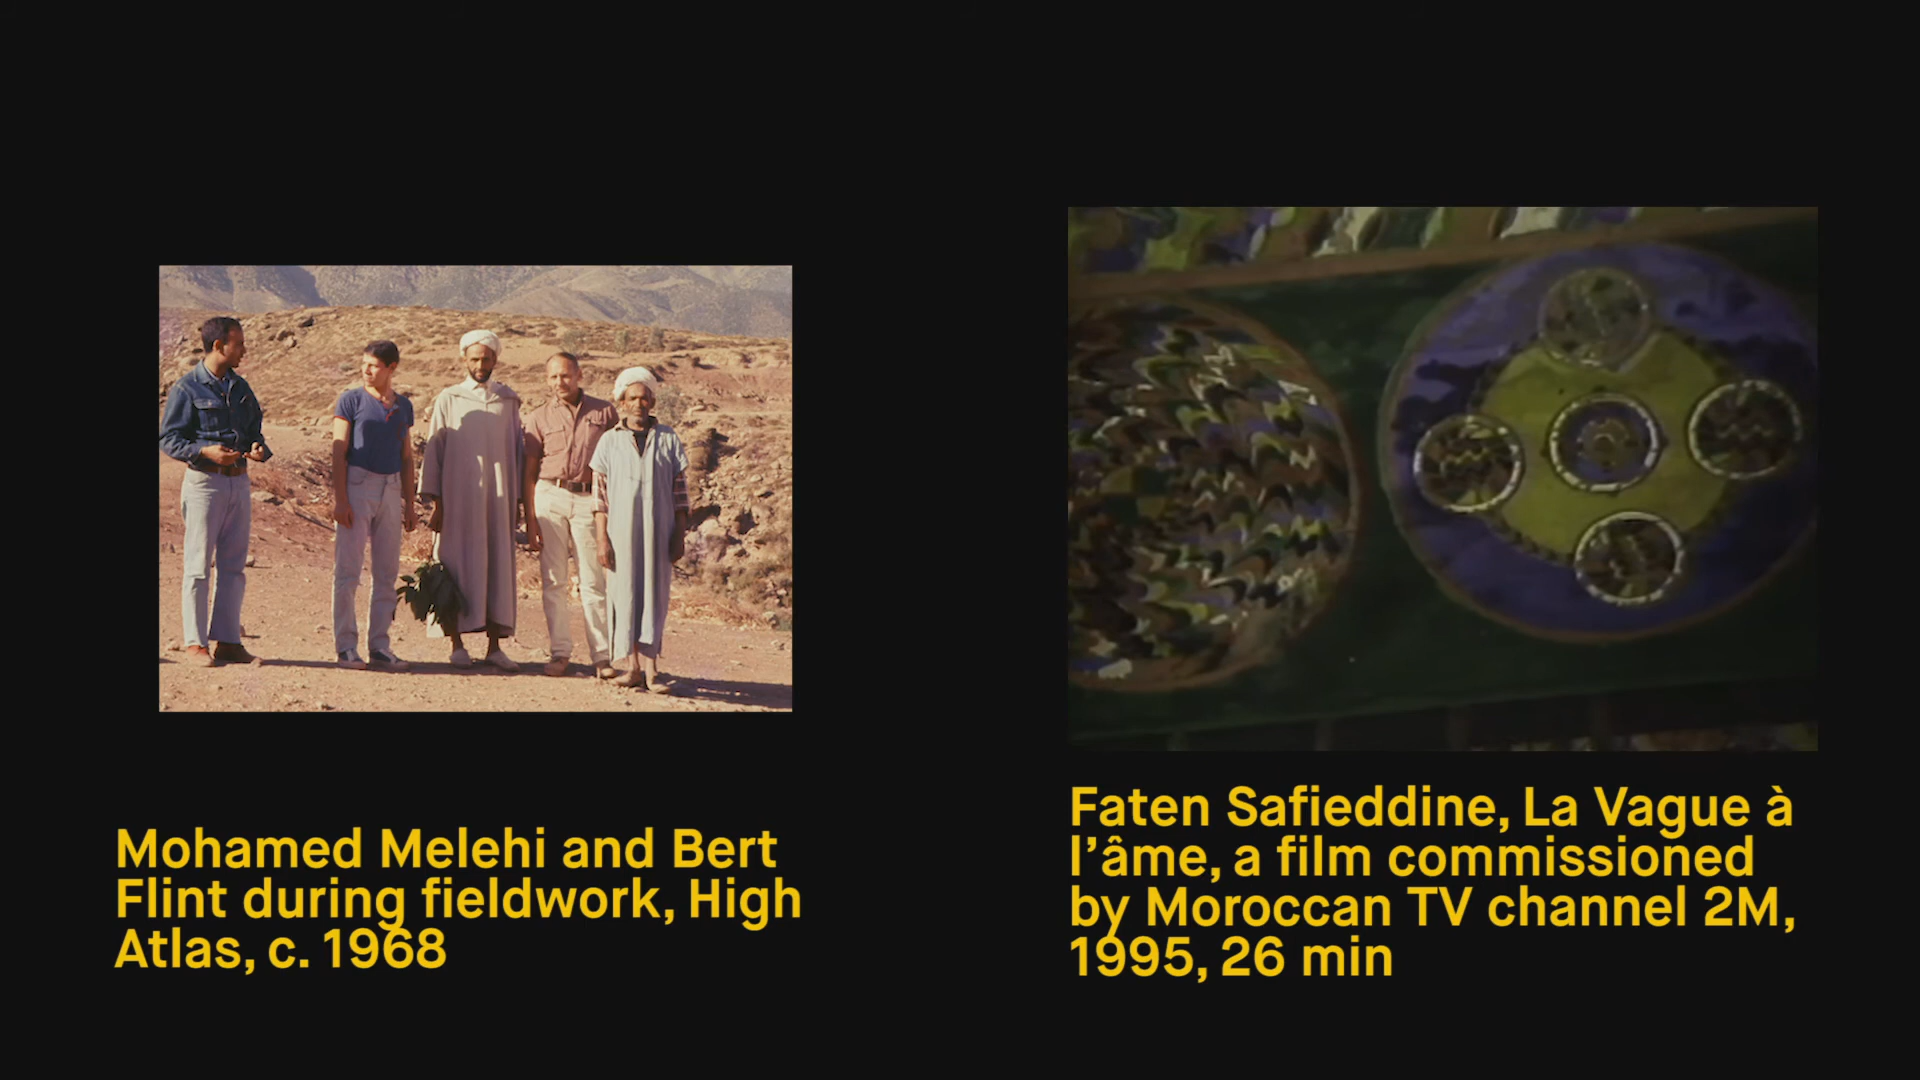 Mohamed Melehi and Bert
Flint during fieldwork, High
Atlas, c. 1968
Faten Safieddine, La Vague à
l’âme, a film commissioned
by Moroccan TV channel 2M,
1995, 26 min